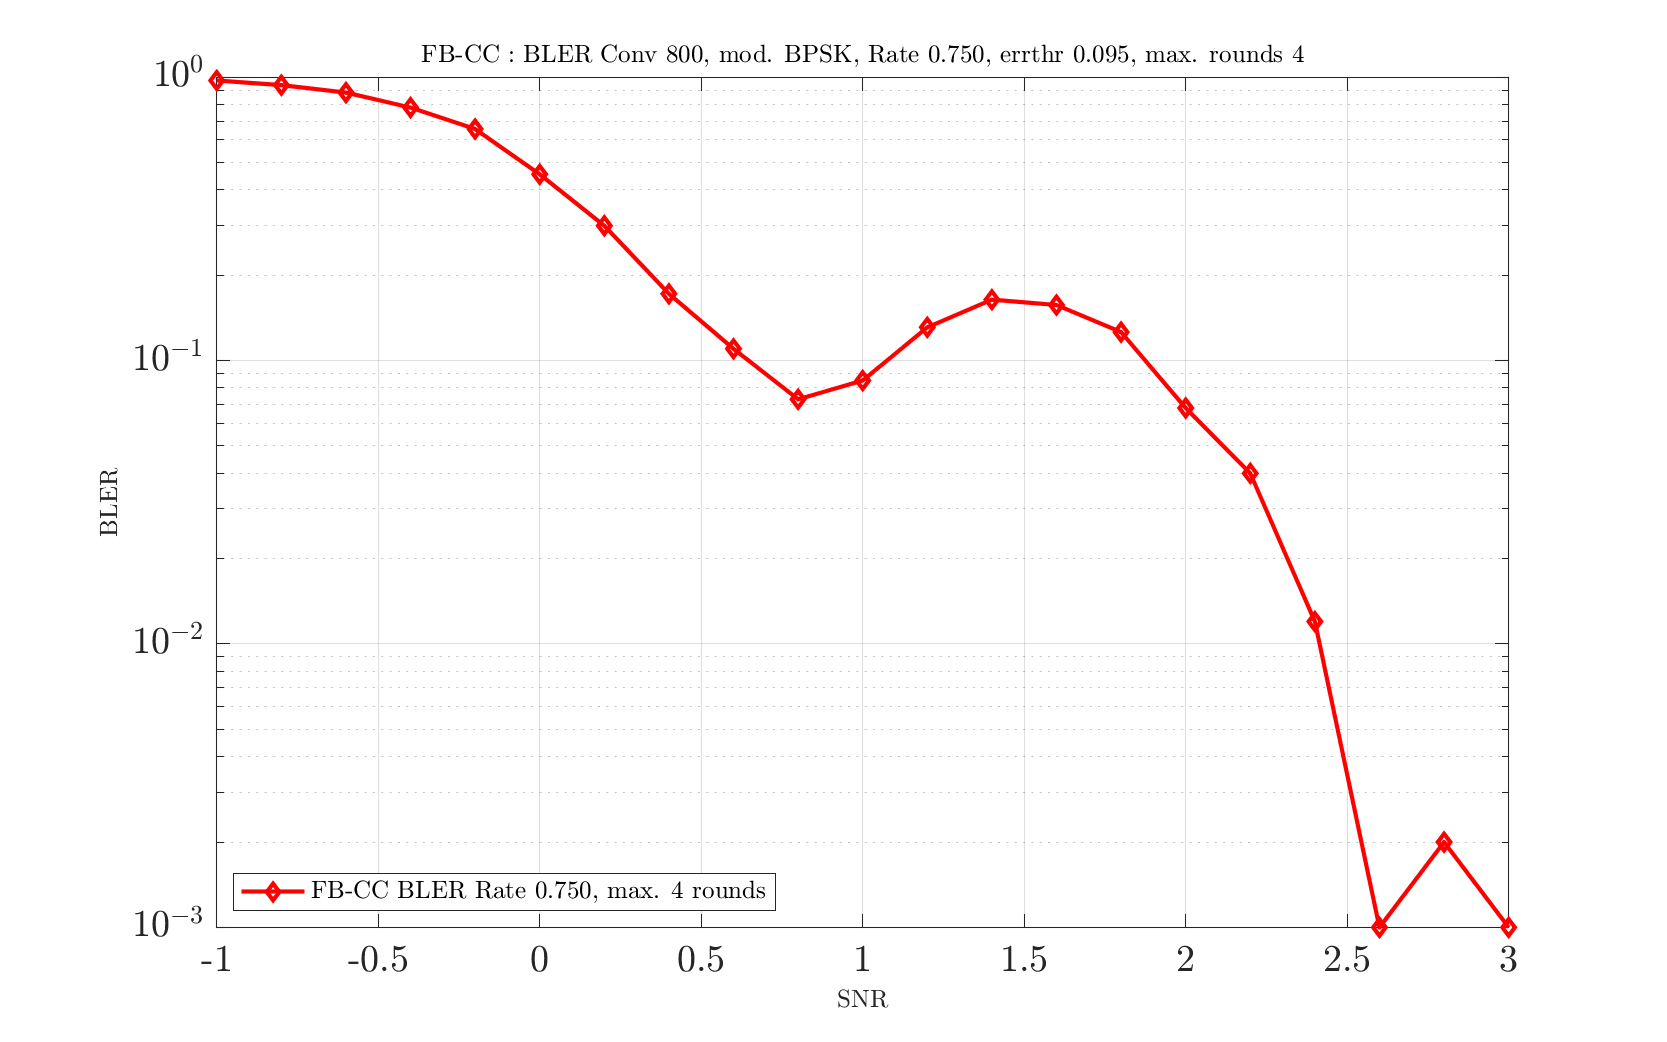 FB-CC : BLER Conv 800, mod. BPSK, Rate 0.750, errthr 0.095, max. rounds 4
10^0
10^-1
10^-2
10^-3
BLER
FB-CC BLER Rate 0.750, max. 4 rounds
-1 -0.5 0 0.5 1 1.5 2 2.5 3
SNR